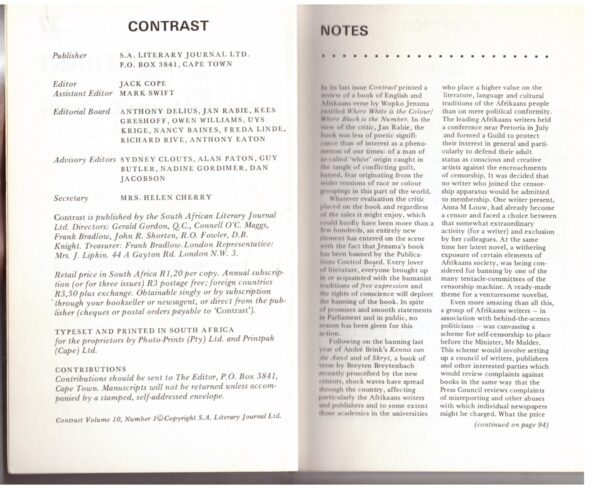 CONTRAST
Publisher S.A. LITERARY JOURNAL LTD.
P.O. BOX 3841, CAPE TOWN
Editor JACK COPE
Assistant Editor MARK SWIFT
Editorial Board ANTHONY DELIUS, JAN RABIE, KEES
GRESHOFF, OWEN WILLIAMS, UYS
KRIGE, NANCY BAINES, FREDA LINDE,
RICHARD RIVE, ANTHONY EATON
Advisory Editors SYDNEY CLOUTS, ALAN PATON, GUY
BUTLER, NADINE GORDIMER, DAN
JACOBSON
Secretary MRS. HELEN CHERRY
Contrast is published by the South African Literary Journal
Ltd. Directors: Gerald Gordon, Q.C., Connell O'C. Maggs,
Frank Bradlow, John R. Shorten, R.O. Fowler, D.B.
Knight. Treasurer: Frank Bradlow. London Representative:
Mrs. J. Lipkin. 44 A Gayton Rd. London N.W. 3.
Retail price in South Africa R1,20 per copy. Annual subscrip-
tion (or for three issues) R3 postage free; foreign countries
R3,50 plus exchange. Obtainable singly or by subscription
through your bookseller or newsagent, or direct from the pub-
lisher (cheques or postal orders payable to 'Contrast').
TYPESET AND PRINTED IN SOUTH AFRICA
for the proprietors by Photo-Prints (Pty) Ltd. and Printpak
(Cape) Ltd.
CONTRIBUTIONS
Contributions should be sent to The Editor, P.O. Box 3841,
Cape Town. Manuscripts will not be returned unless accom-
panied by a stamped, self-addressed envelope.
Contrast Volume 10, Number 1©Copyright S.A. Literary Journal Ltd.
NOTES
In its last issue Contrast printed a
review of a book of English and
Afrikaans verse by Wopko Jensma
entitled Where White is the Colour/
Where Black is the Number. In the
view of the critic, Jan Rabie, the
book was less of poetic signifi-
cance than of interest as a pheno-
menon of our times: of a man of
so-called 'white' origin caught in
the tangle of conflicting guilt,
hatred, fear originating from the
wider tensions of race or colour
groupings in this part of the world.
Whatever evaluation the critic
placed on the book and regardless
of the sales it might enjoy, which
could hardly have been more than a
few hundreds, an entirely new
element has entered on the scene
with the fact that Jensma's book
has been banned by the Publica-
tions Control Board. Every lover
of literature, everyone brought up
in or acquainted with the humanist
traditions of free expression and
the rights of conscience will deplore
the banning of the book. In spite
of promises and smooth statements
in Parliament and in public, no
reason has been given for this
action.
Following on the banning last
year of André Brink's Kennis van
die Aand and of Skryt, a book of
verse by Breyten Breytenbach
recently proscribed by the new
censors, shock waves have spread
through the country, affecting
particularly the Afrikaans writers
and publishers and to some extent
those academics in the universities
who place a higher value on the
literature, language and cultural
traditions of the Afrikaans people
than on mere political conformity.
The leading Afrikaans writers held
a conference near Pretoria in July
and formed a Guild to protect
their interest in general and parti-
cularly to defend their adult
status as conscious and creative
artists against the encroachments
of censorship. It was decided that
no writer who joined the censor-
ship apparatus would be admitted
to membership. One writer present,
Anna M Louw, had already become
a censor and faced a choice between
that somewhat extraordinary
activity (for a writer) and exclusion
by her colleagues. At the same
time her latest novel, a withering
exposure of certain elements of
Afrikaans society, was being con-
sidered for banning by one of the
many tentacle-committees of the
censorship machine. A ready-made
theme for a venturesome novelist.
Even more amazing than all this,
a group of Afrikaans writers – in
association with behind-the-scenes
politicians – was canvassing a
scheme for self-censorship to place
before the Minister, Mr Mulder.
This scheme would involve setting
up a council of writers, publishers
and other interested parties which
would review complaints against
books in the same way that the
Press Council reviews complaints
of misreporting and other abuses
with which individual newspapers
might be charged. What the price
(continued on page 94)